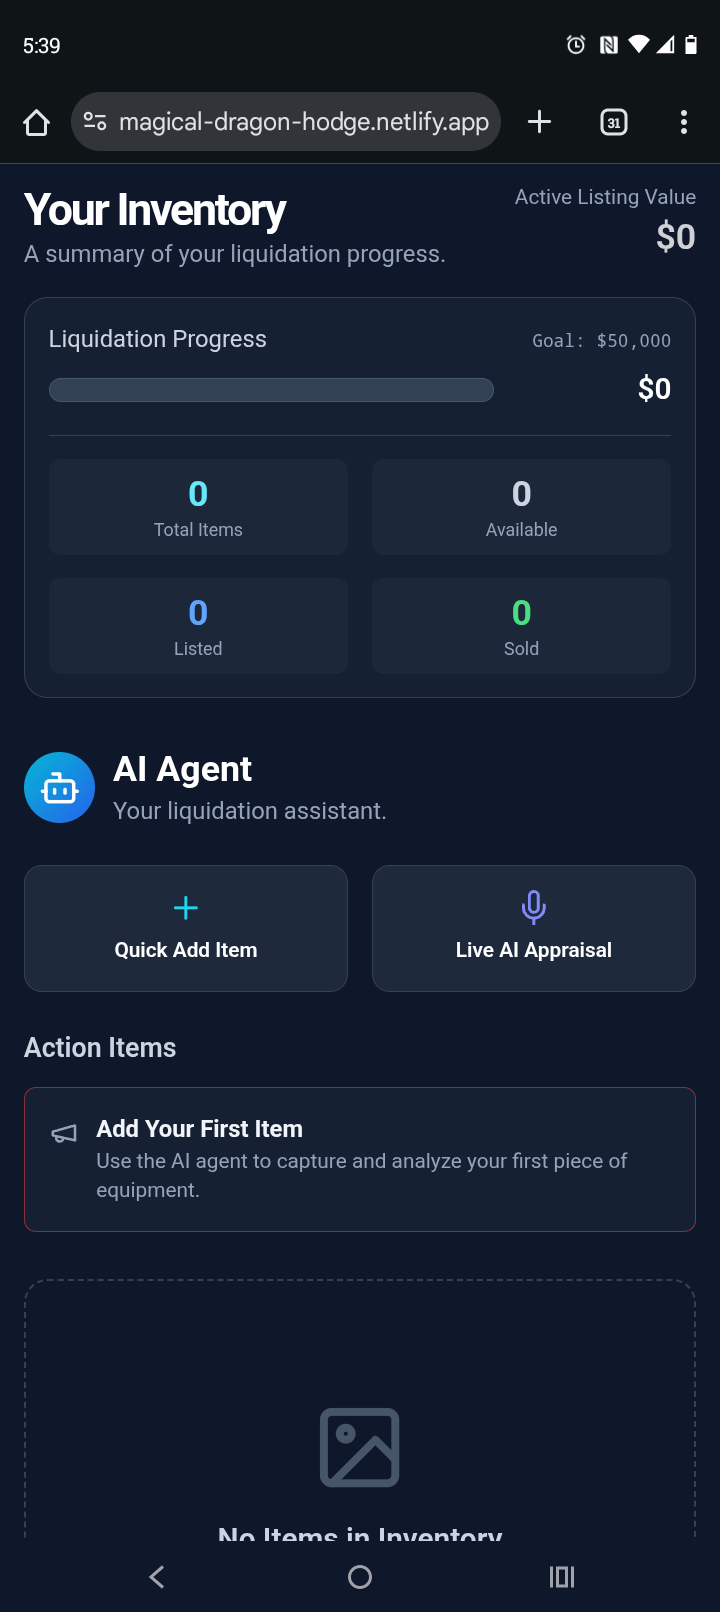 5:39
31
magical-dragon-hodge.netlify.app
Your Inventory
A summary of your liquidation progress.
Active Listing Value
$0
Liquidation Progress
Goal: $50,000
$0
0
Total Items
0
Available
0
Listed
0
Sold
AI Agent
Your liquidation assistant.
Quick Add Item
Live AI Appraisal
Action Items
Add Your First Item
Use the AI agent to capture and analyze your first piece of
equipment.
No Items in Inventory